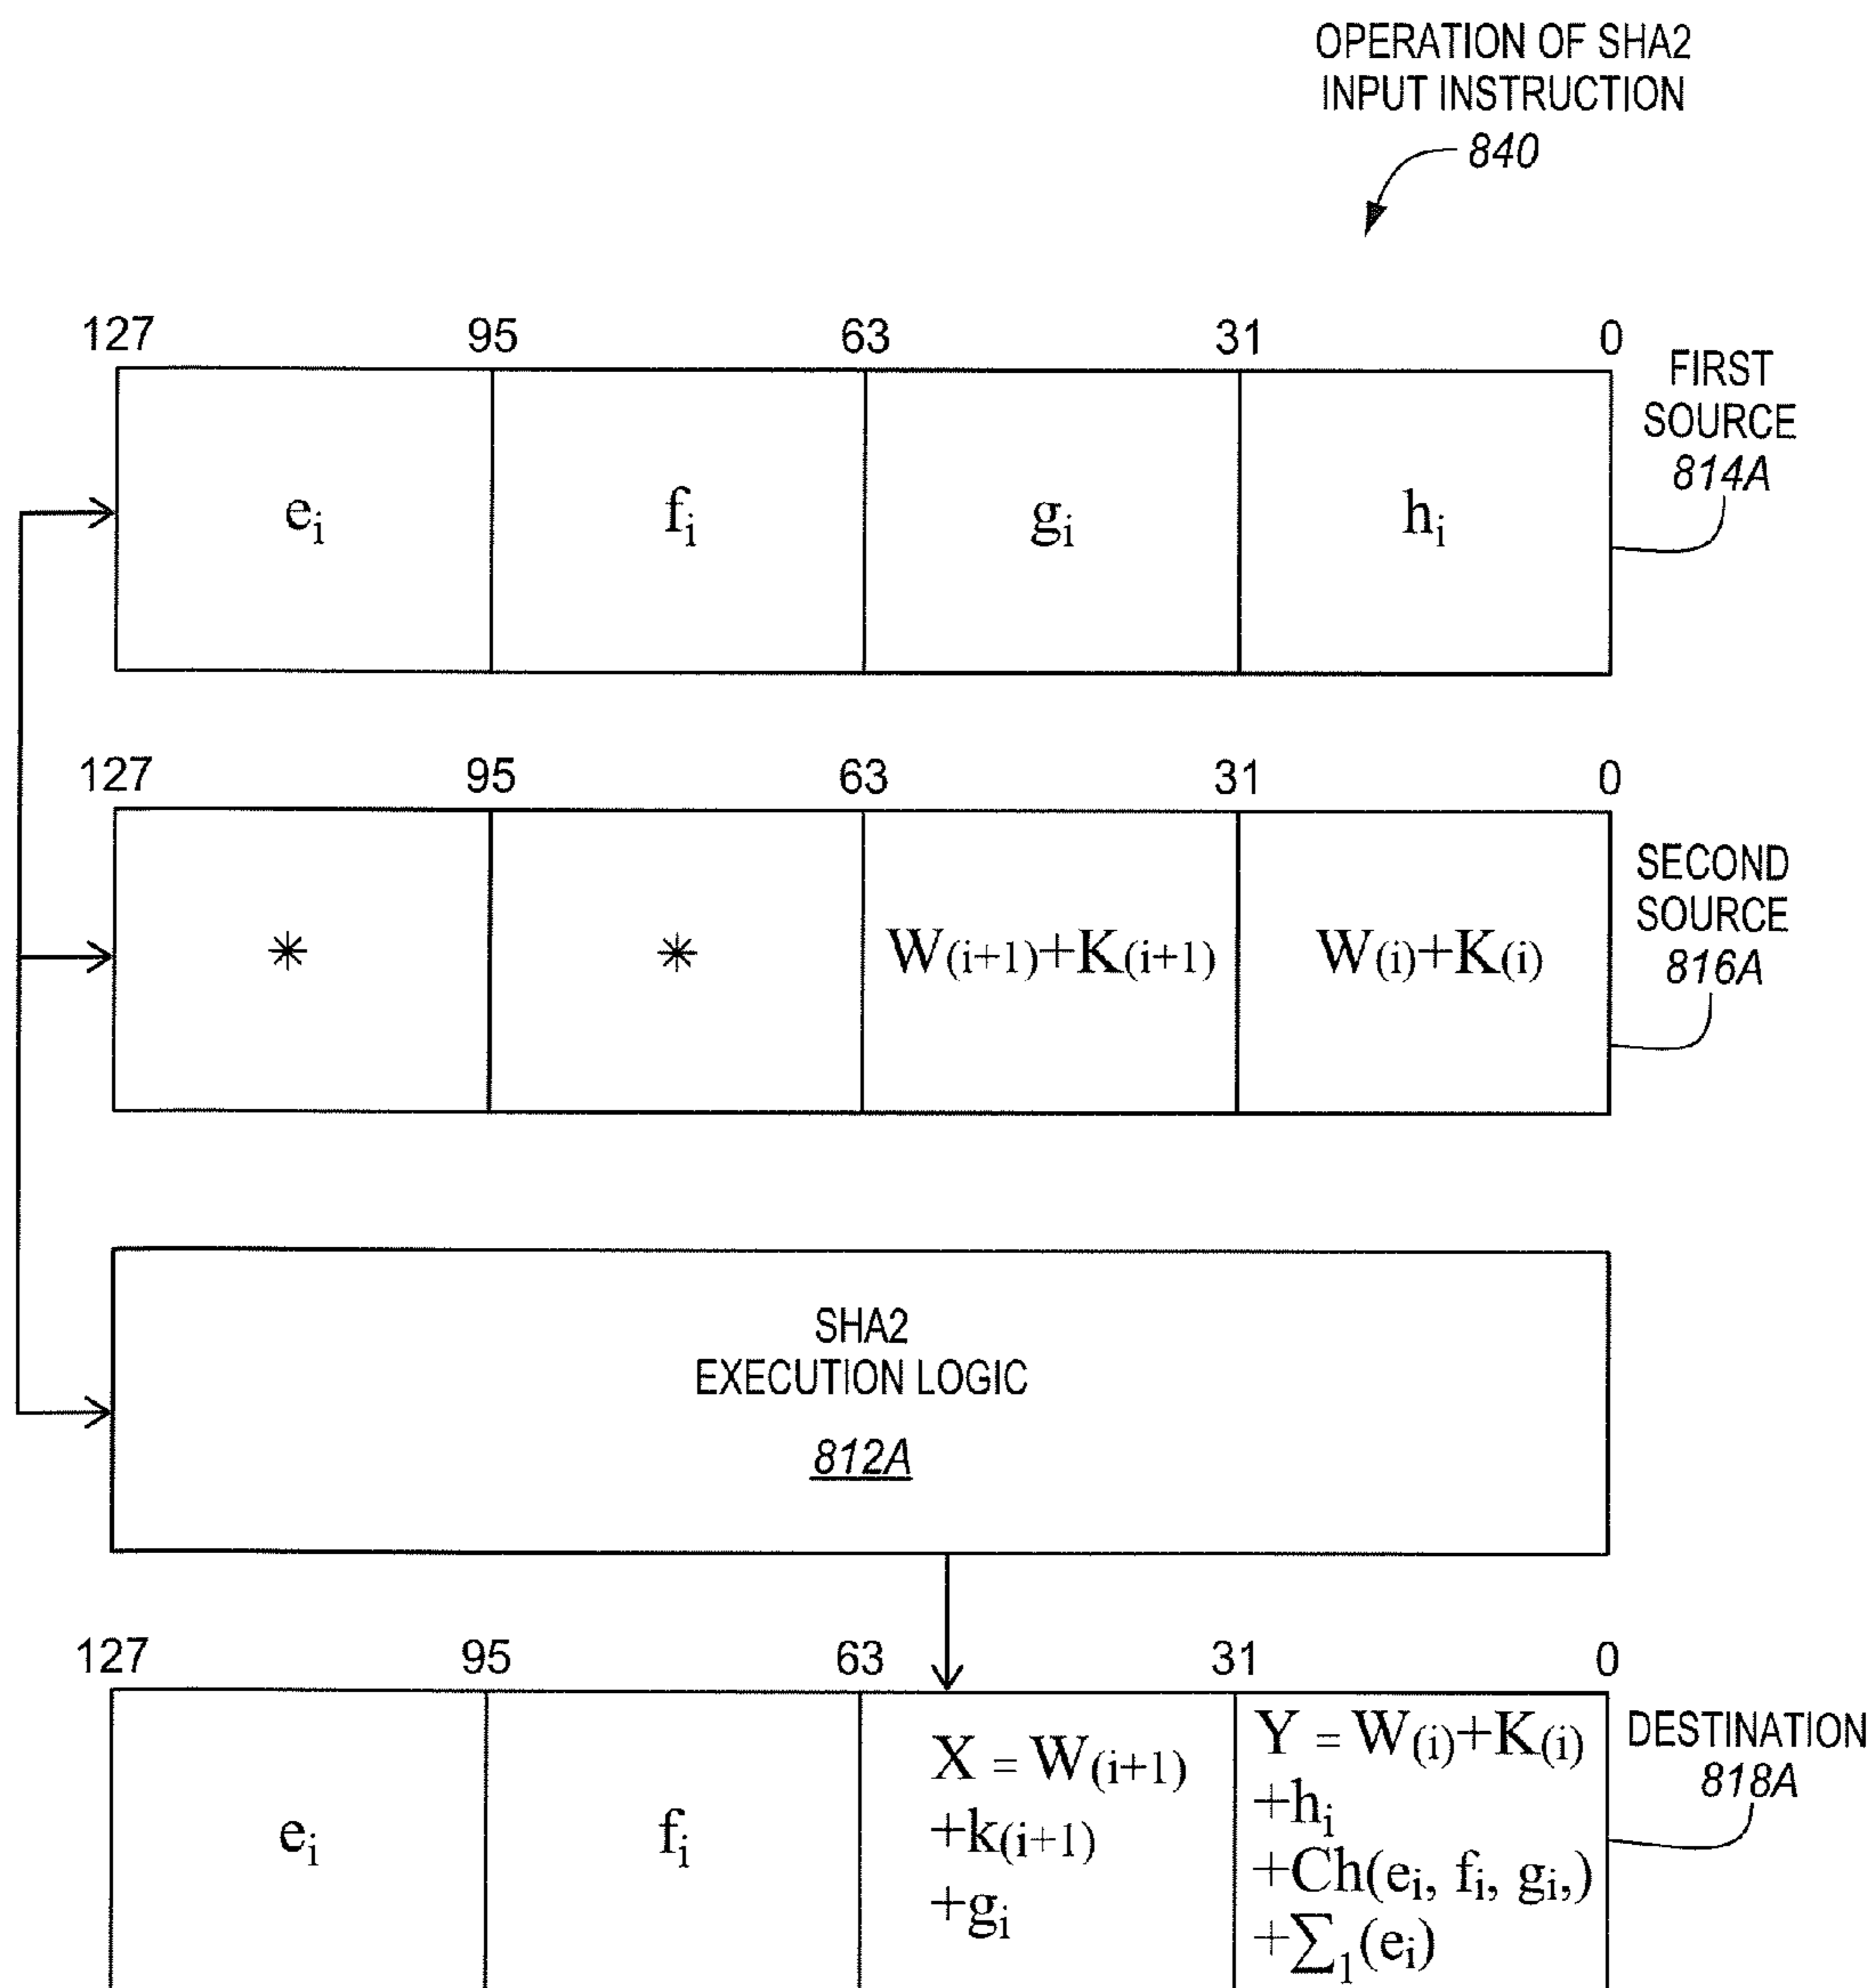 OPERATION OF SHA2
INPUT INSTRUCTION
840
127 95 63 31 0
FIRST
SOURCE
814A
eᵢ fᵢ gᵢ hᵢ
127 95 63 31 0
SECOND
SOURCE
816A
* * W(i+1)+K(i+1) W(i)+K(i)
SHA2
EXECUTION LOGIC
812A
127 95 63 31 0
DESTINATION
818A
eᵢ fᵢ
X = W(i+1)
+k(i+1)
+gᵢ
Y = W(i)+K(i)
+hᵢ
+Ch(eᵢ, fᵢ, gᵢ,)
+∑₁(eᵢ)